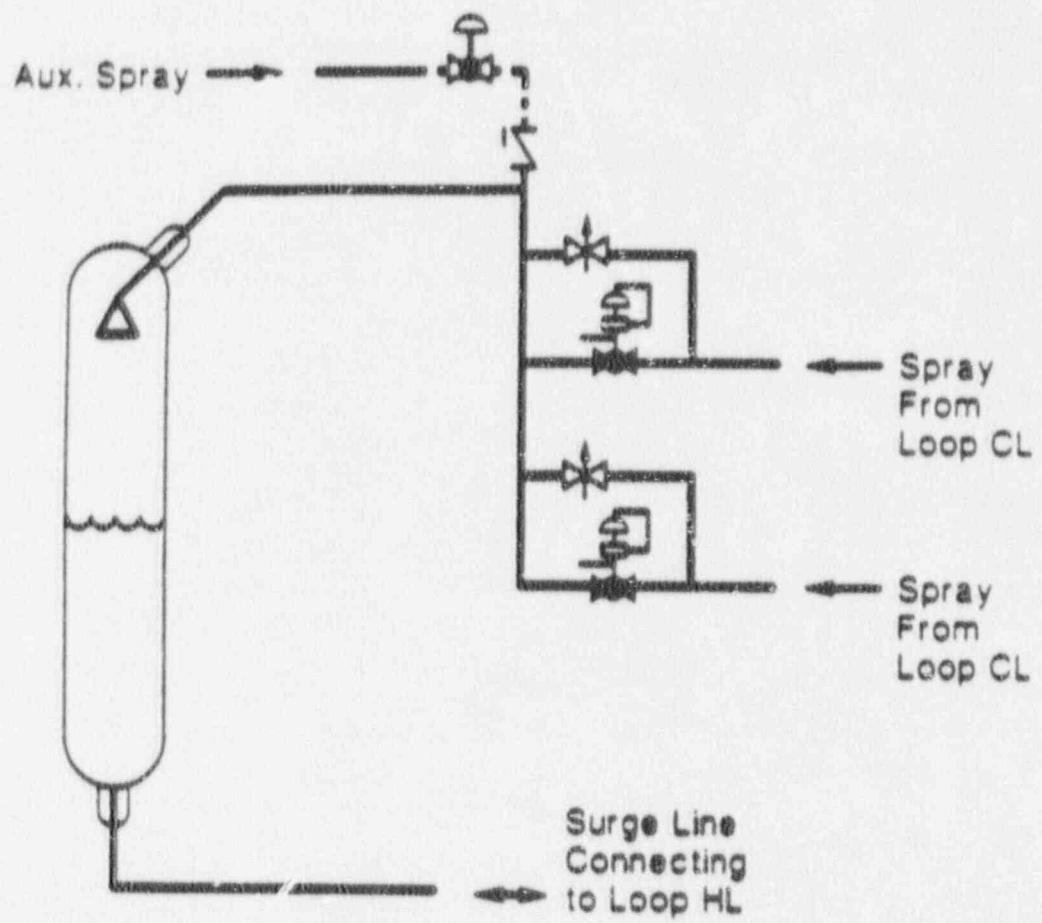 Aux. Spray
Spray
From
Loop CL
Spray
From
Loop CL
Surge Line
Connecting
to Loop HL